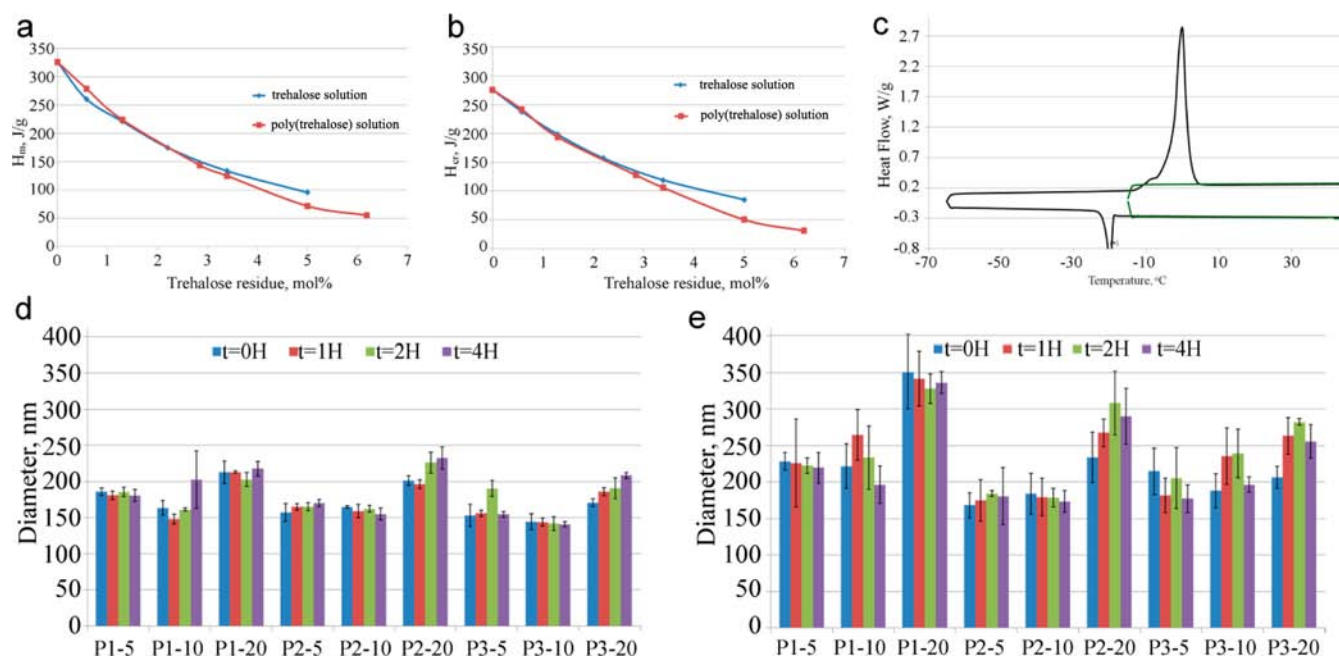 a
350
300
250
200
150
100
50
0
Hm, J/g
0 1 2 3 4 5 6 7
Trehalose residue, mol%
trehalose solution
poly(trehalose) solution
b
350
300
250
200
150
100
50
0
Hcr, J/g
0 1 2 3 4 5 6 7
Trehalose residue, mol%
trehalose solution
poly(trehalose) solution
c
2.7
2.2
1.7
1.2
0.7
0.2
-0.3
-0.8
Heat Flow, W/g
-70 -50 -30 -10 10 30
Temperature, °C
d
400
350
300
250
200
150
100
50
0
Diameter, nm
t=0H t=1H t=2H t=4H
P1-5 P1-10 P1-20 P2-5 P2-10 P2-20 P3-5 P3-10 P3-20
e
400
350
300
250
200
150
100
50
0
Diameter, nm
t=0H t=1H t=2H t=4H
P1-5 P1-10 P1-20 P2-5 P2-10 P2-20 P3-5 P3-10 P3-20